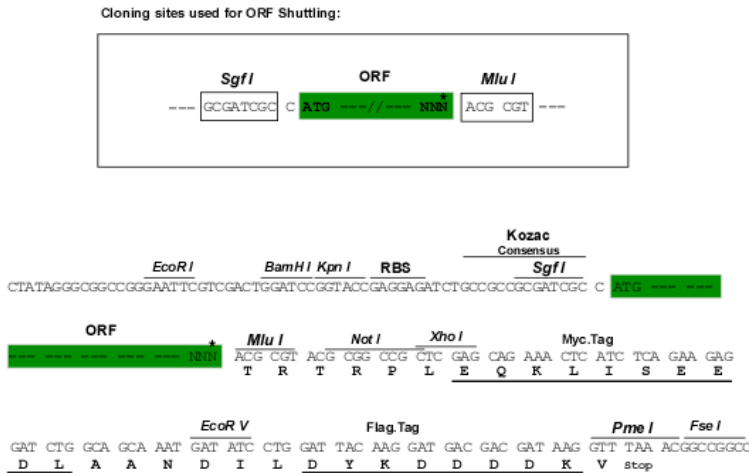 Cloning sites used for ORF Shuttling:
Sgf I ORF Mlu I
--- GCGATCGC C ATG ---//--- NNN* ACG CGT ---
Kozac
Consensus
EcoR I BamH I Kpn I RBS Sgf I
CTATAGGGCGGCCGGGAATTCGTCGACTGGATCCGGTACCGAGGAGATCTGCCGCCGCGATCGC C ATG --- ---
ORF Mlu I Not I Xho I Myc.Tag
--- --- --- --- --- NNN* ACG CGT ACG CGG CCG CTC GAG CAG AAA CTC ATC TCA GAA GAG
T R T R P L E Q K L I S E E
EcoR V Flag.Tag Pme I Fse I
GAT CTG GCA GCA AAT GAT ATC CTG GAT TAC AAG GAT GAC GAC GAT AAG GTT TAA ACGGCCGGCC
D L A A N D I L D Y K D D D D K V Stop